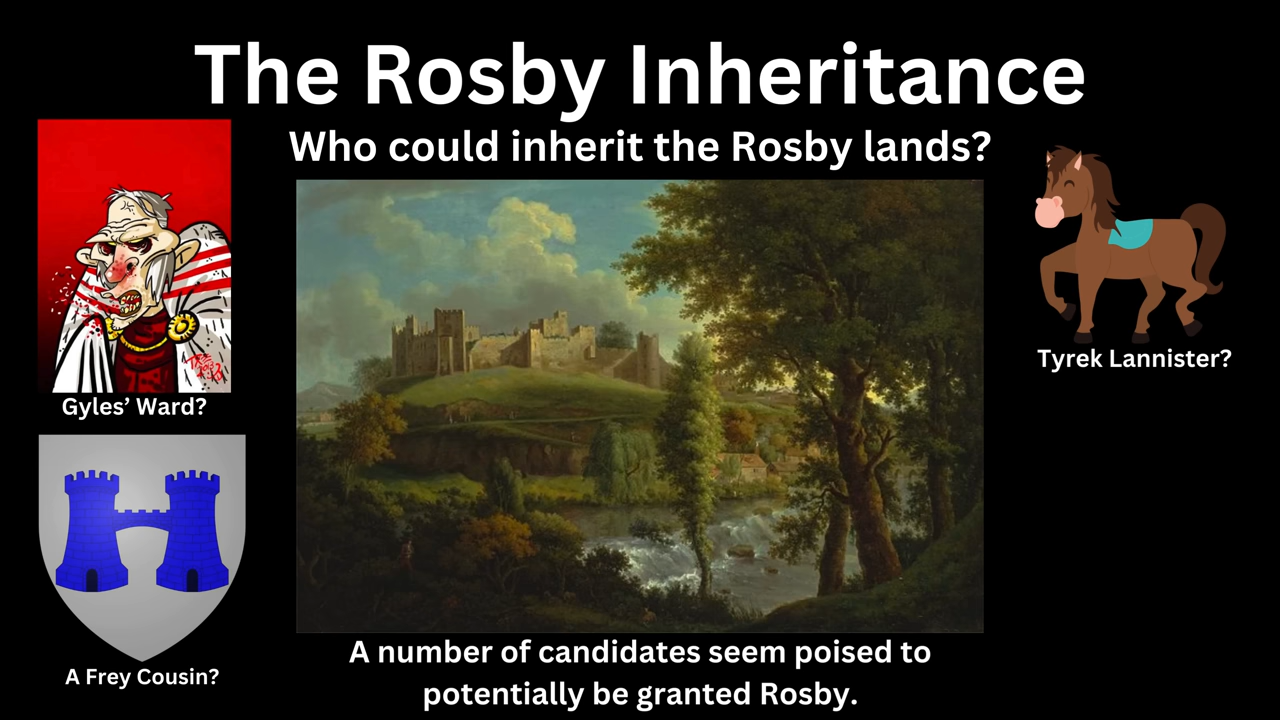 The Rosby Inheritance
Who could inherit the Rosby lands?
Gyles’ Ward?
Tyrek Lannister?
A Frey Cousin?
A number of candidates seem poised to
potentially be granted Rosby.